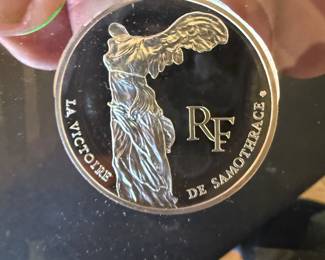 LA VICTOIRE
RF
DE SAMOTHRACE